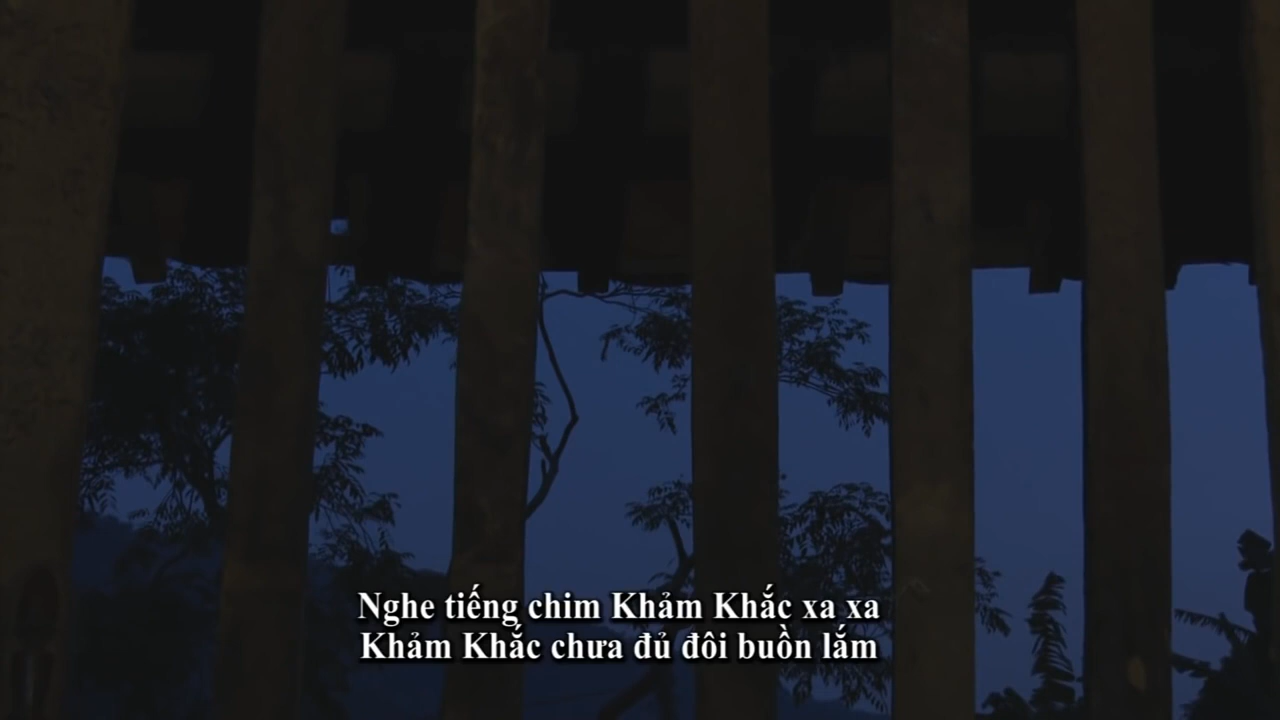 Nghe tiếng chim Khảm Khắc xa xa
Khảm Khắc chưa đủ đôi buồn lắm